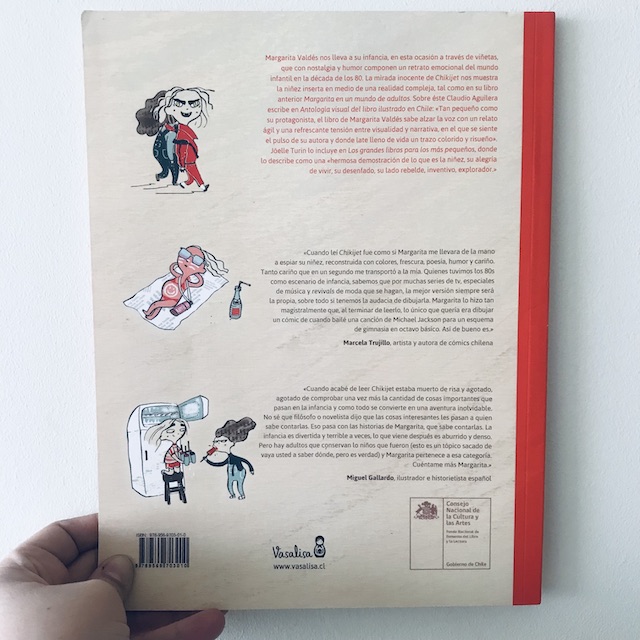 Margarita Valdés nos lleva a su infancia, en esta ocasión a través de viñetas,
que con nostalgia y humor componen un retrato emocional del mundo
infantil en la década de los 80. La mirada inocente de Chikijet nos muestra
la niñez inserta en medio de una realidad compleja, tal como en su libro
anterior Margarita en un mundo de adultos. Sobre éste Claudio Aguilera
escribe en Antología visual del libro ilustrado en Chile: «Tan pequeño como
su protagonista, el libro de Margarita Valdés sabe alzar la voz con un relato
ágil y una refrescante tensión entre visualidad y narrativa, en el que se siente
el pulso de su autora y donde late lleno de vida un trazo colorido y risueño».
Jöelle Turin lo incluye en Los grandes libros para los más pequeños, donde
lo describe como una «hermosa demostración de lo que es la niñez, su alegría
de vivir, su desenfado, su lado rebelde, inventivo, explorador.»
«Cuando leí Chikijet fue como si Margarita me llevara de la mano
a espiar su niñez, reconstruida con colores, frescura, poesía, humor y cariño.
Tanto cariño que en un segundo me transportó a la mía. Quienes tuvimos los 80s
como escenario de infancia, sabemos que por muchas series de tv, especiales
de música y revivals de moda que se hagan, la mejor versión siempre será
la propia, sobre todo si tenemos la audacia de dibujarla. Margarita lo hizo tan
magistralmente que, al terminar de leerlo, lo único que quería era dibujar
un cómic de cuando bailé una canción de Michael Jackson para un esquema
de gimnasia en octavo básico. Así de bueno es.»
Marcela Trujillo, artista y autora de cómics chilena
«Cuando acabé de leer Chikijet estaba muerto de risa y agotado,
agotado de comprobar una vez más la cantidad de cosas importantes que
pasan en la infancia y como todo se convierte en una aventura inolvidable.
No sé que filósofo o novelista dijo que las cosas interesantes les pasan a quien
sabe contarlas. Eso pasa con las historias de Margarita, que sabe contarlas. La
infancia es divertida y terrible a veces, lo que viene después es aburrido y denso.
Pero hay adultos que conservan lo niños que fueron (esto es un tópico sacado de
vaya usted a saber dónde, pero es verdad) y Margarita pertenece a esa categoría.
Cuéntame más Margarita.»
Miguel Gallardo, ilustrador e historietista español.
Vasalisa
www.vasalisa.cl
Consejo
Nacional de
la Cultura y
las Artes
Fondo Nacional de
Fomento del Libro
y la Lectura
Gobierno de Chile